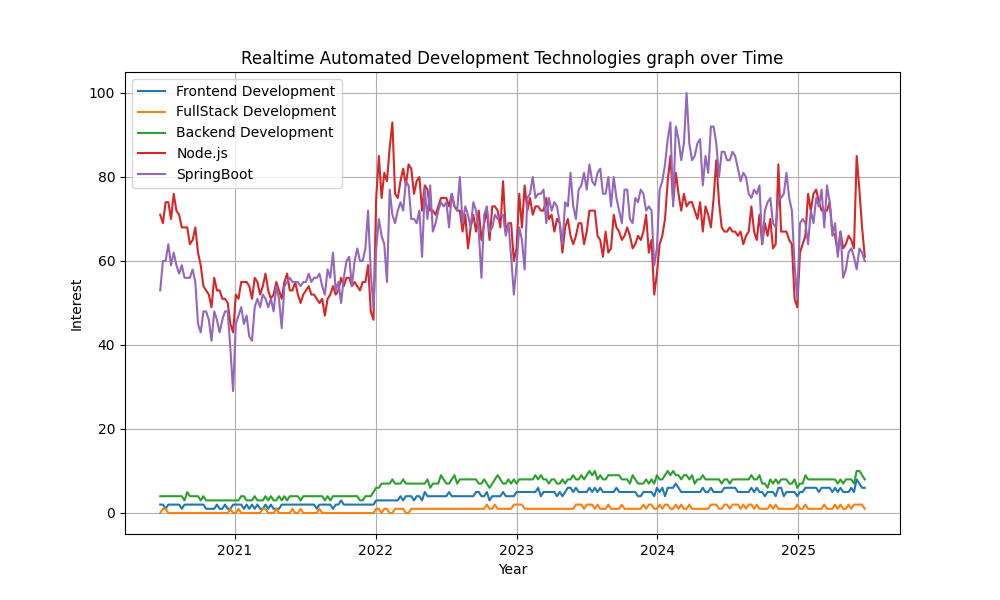 Realtime Automated Development Technologies graph over Time
Frontend Development
FullStack Development
Backend Development
Node.js
SpringBoot
100
80
60
40
20
0
Interest
2021 2022 2023 2024 2025
Year